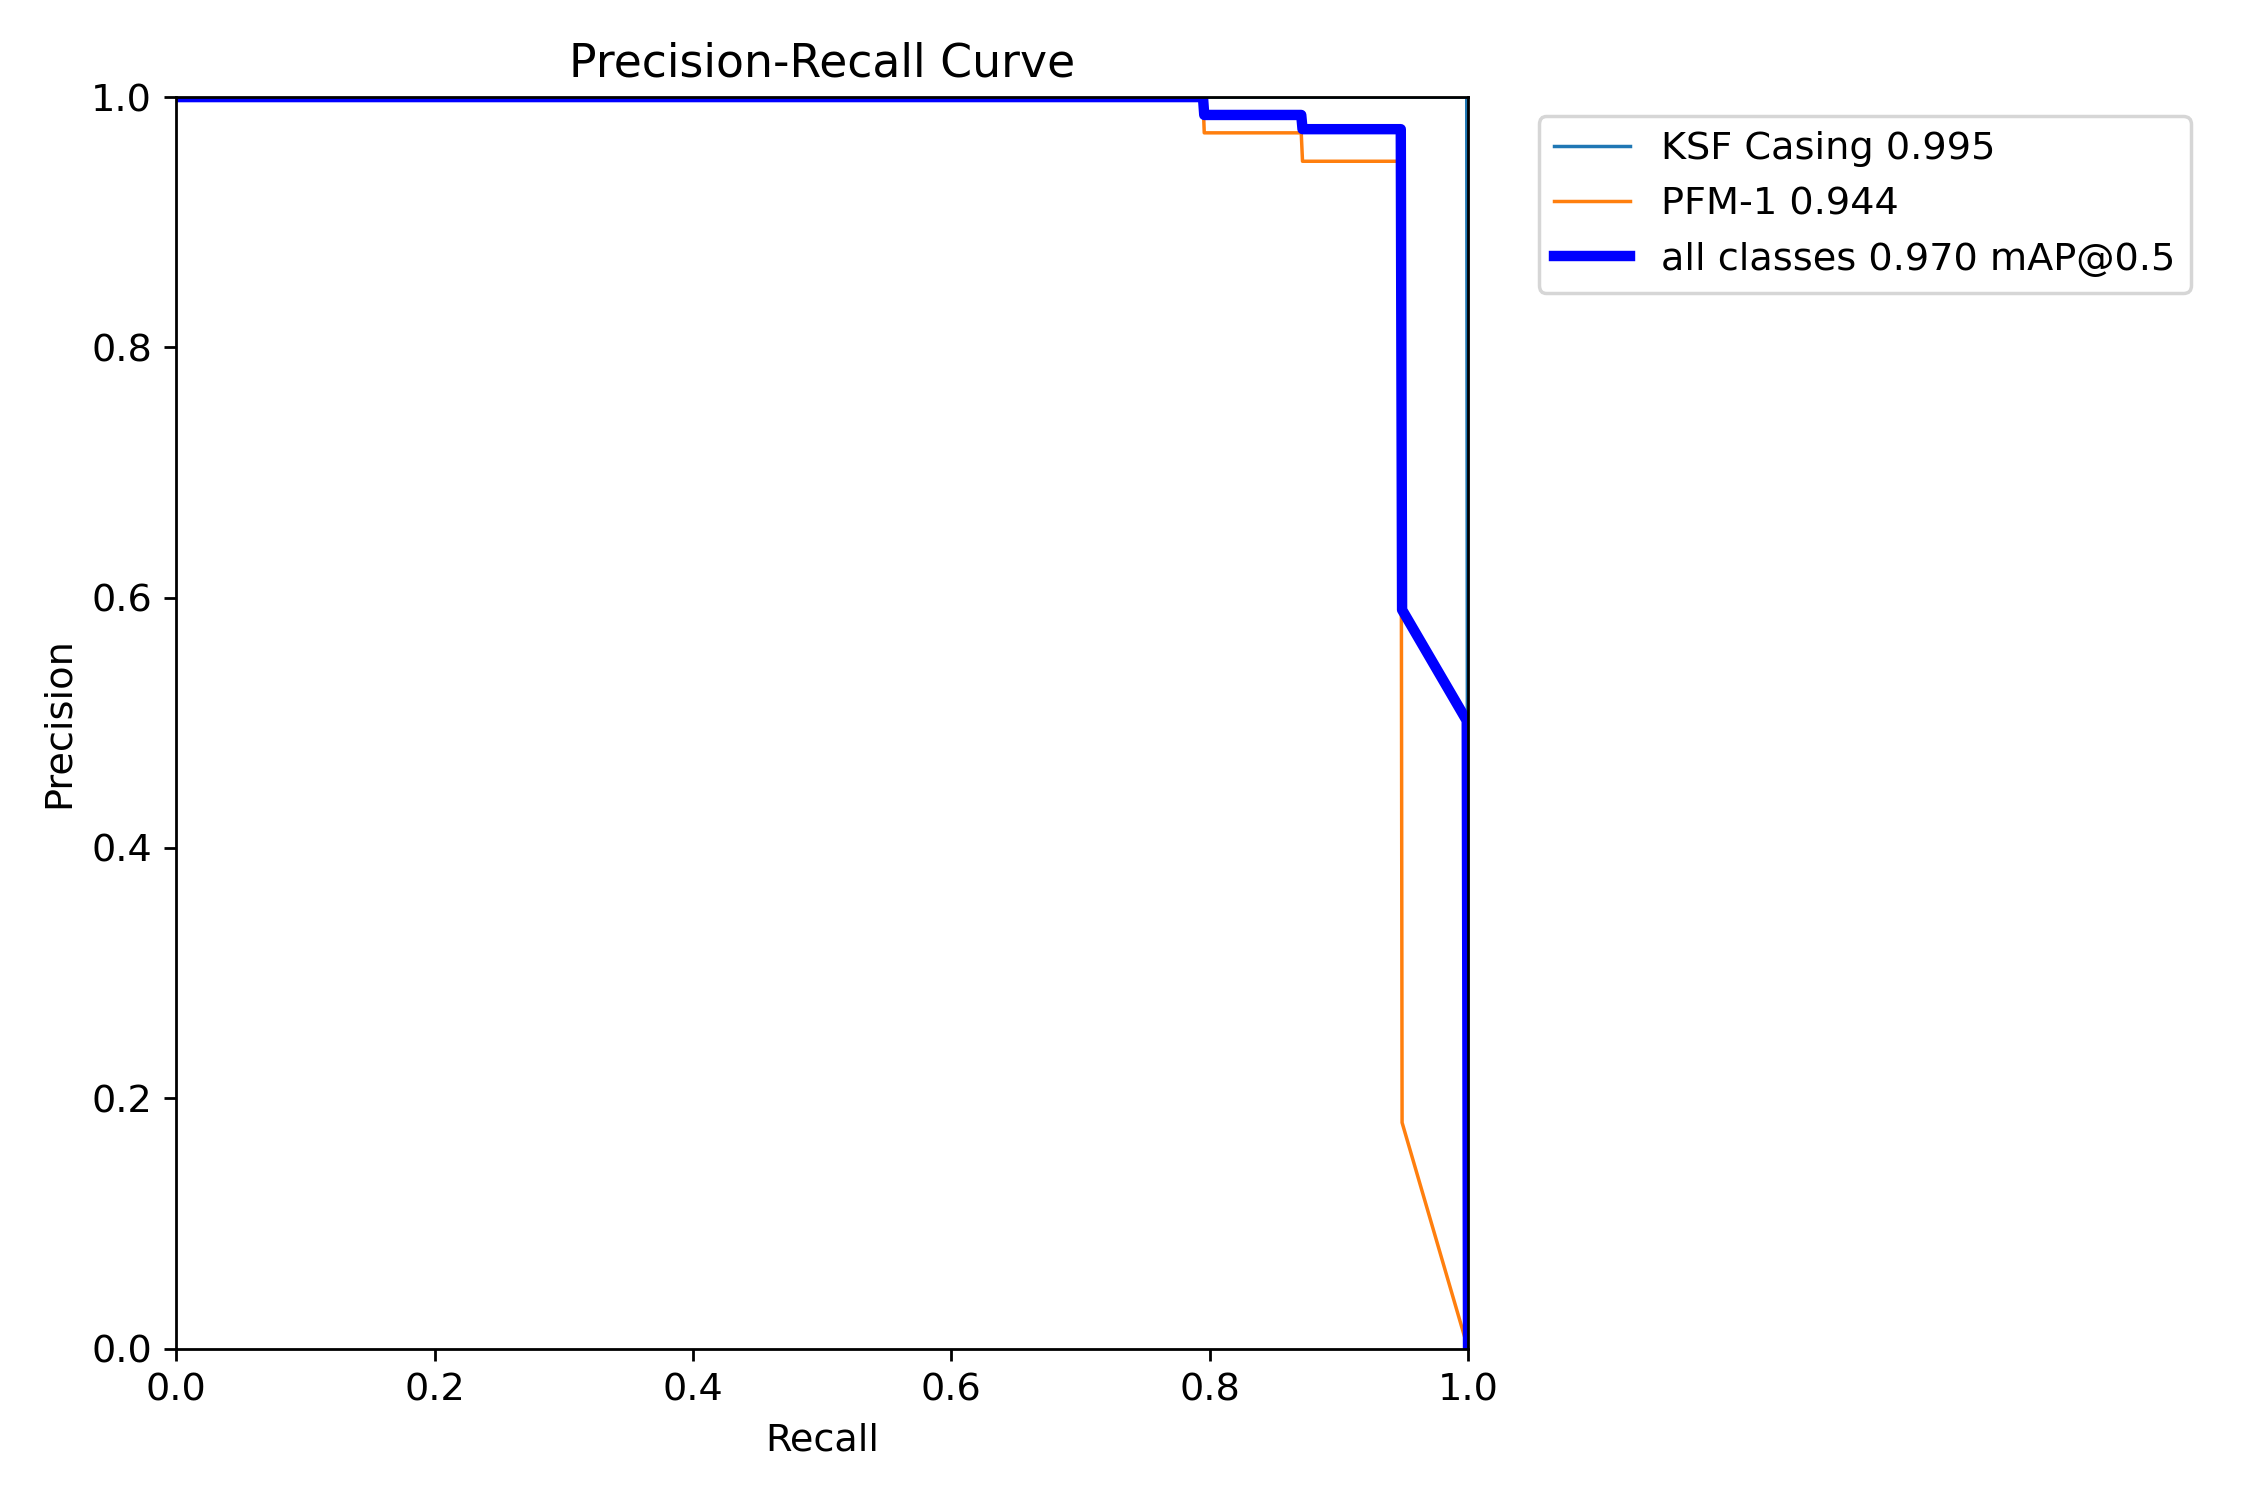 Precision-Recall Curve
1.0
0.8
0.6
0.4
0.2
0.0
Precision
0.0 0.2 0.4 0.6 0.8 1.0
Recall
KSF Casing 0.995
PFM-1 0.944
all classes 0.970 mAP@0.5